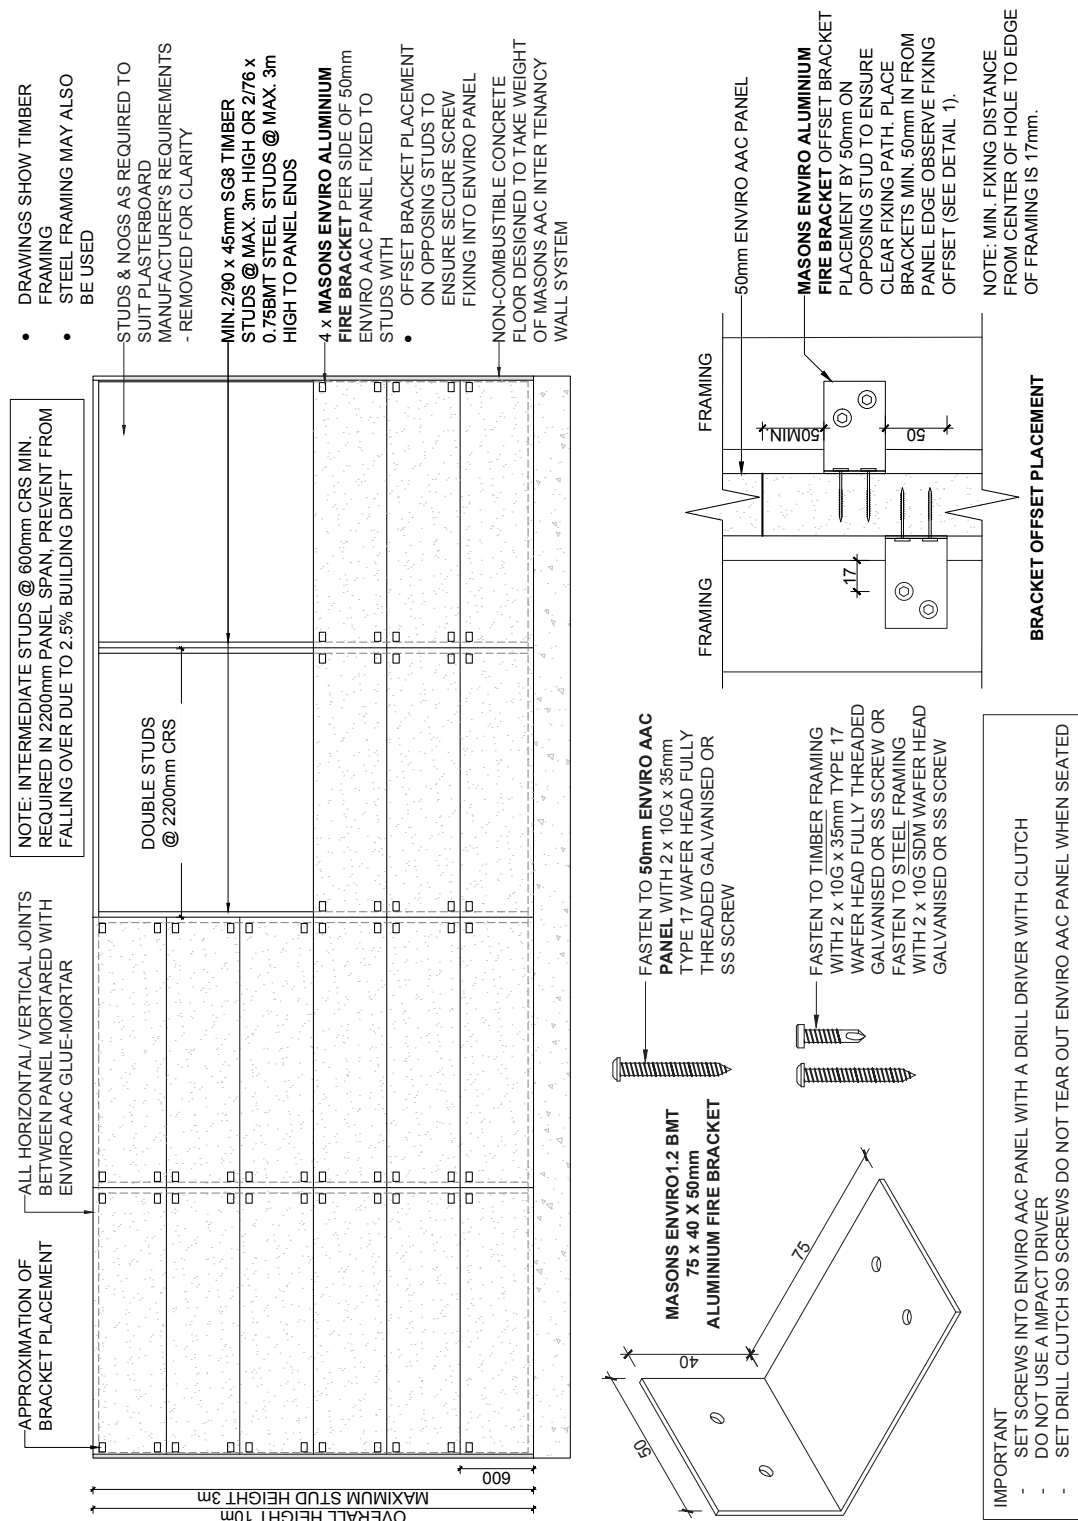 APPROXIMATION OF
BRACKET PLACEMENT
ALL HORIZONTAL/ VERTICAL JOINTS
BETWEEN PANEL MORTARED WITH
ENVIRO AAC GLUE-MORTAR
NOTE: INTERMEDIATE STUDS @ 600mm CRS MIN.
REQUIRED IN 2200mm PANEL SPAN, PREVENT FROM
FALLING OVER DUE TO 2.5% BUILDING DRIFT
DOUBLE STUDS
@ 2200mm CRS
OVERALL HEIGHT 10m
MAXIMUM STUD HEIGHT 3m
600
• DRAWINGS SHOW TIMBER
FRAMING
• STEEL FRAMING MAY ALSO
BE USED
STUDS & NOGS AS REQUIRED TO
SUIT PLASTERBOARD
MANUFACTURER'S REQUIREMENTS
- REMOVED FOR CLARITY
MIN.2/90 x 45mm SG8 TIMBER
STUDS @ MAX. 3m HIGH OR 2/76 x
0.75BMT STEEL STUDS @ MAX. 3m
HIGH TO PANEL ENDS
4 x MASONS ENVIRO ALUMINIUM
FIRE BRACKET PER SIDE OF 50mm
ENVIRO AAC PANEL FIXED TO
STUDS WITH
• OFFSET BRACKET PLACEMENT
ON OPPOSING STUDS TO
ENSURE SECURE SCREW
FIXING INTO ENVIRO PANEL
NON-COMBUSTIBLE CONCRETE
FLOOR DESIGNED TO TAKE WEIGHT
OF MASONS AAC INTER TENANCY
WALL SYSTEM
MASONS ENVIRO1.2 BMT
75 x 40 X 50mm
ALUMINIUM FIRE BRACKET
50
40
75
FASTEN TO 50mm ENVIRO AAC
PANEL WITH 2 x 10G x 35mm
TYPE 17 WAFER HEAD FULLY
THREADED GALVANISED OR
SS SCREW
FASTEN TO TIMBER FRAMING
WITH 2 x 10G x 35mm TYPE 17
WAFER HEAD FULLY THREADED
GALVANISED OR SS SCREW OR
FASTEN TO STEEL FRAMING
WITH 2 x 10G SDM WAFER HEAD
GALVANISED OR SS SCREW
FRAMING
FRAMING
50MIN
50
17
BRACKET OFFSET PLACEMENT
50mm ENVIRO AAC PANEL
MASONS ENVIRO ALUMINIUM
FIRE BRACKET OFFSET BRACKET
PLACEMENT BY 50mm ON
OPPOSING STUD TO ENSURE
CLEAR FIXING PATH. PLACE
BRACKETS MIN. 50mm IN FROM
PANEL EDGE OBSERVE FIXING
OFFSET (SEE DETAIL 1).
NOTE: MIN. FIXING DISTANCE
FROM CENTER OF HOLE TO EDGE
OF FRAMING IS 17mm.
IMPORTANT
- SET SCREWS INTO ENVIRO AAC PANEL WITH A DRILL DRIVER WITH CLUTCH
- DO NOT USE A IMPACT DRIVER
- SET DRILL CLUTCH SO SCREWS DO NOT TEAR OUT ENVIRO AAC PANEL WHEN SEATED